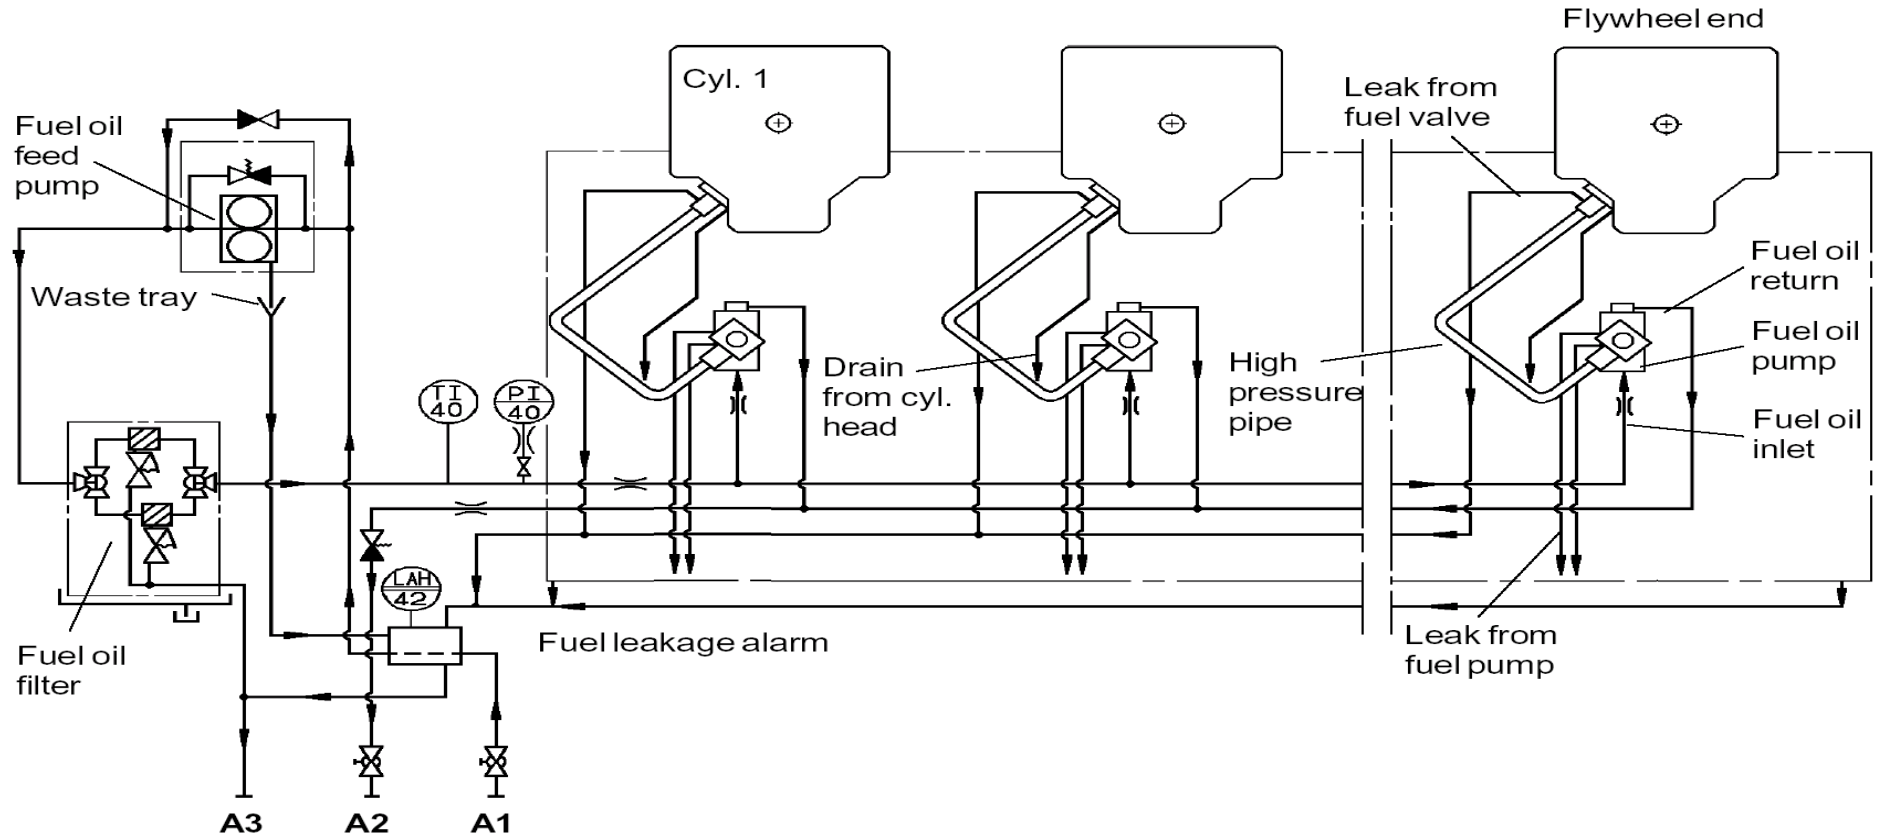 Flywheel end
Cyl. 1
Leak from
fuel valve
Fuel oil
feed
pump
Waste tray
Fuel oil
return
Fuel oil
pump
Drain
from cyl.
head
High
pressure
pipe
TI
40
PI
40
Fuel oil
inlet
LAH
42
Fuel leakage alarm
Leak from
fuel pump
Fuel oil
filter
A3
A2
A1